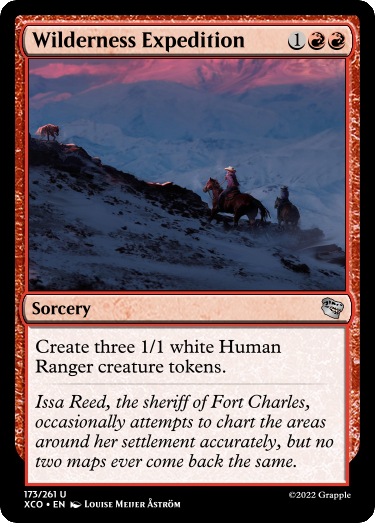 Wilderness Expedition 1
Sorcery
Create three 1/1 white Human
Ranger creature tokens.
Issa Reed, the sheriff of Fort Charles,
occasionally attempts to chart the areas
around her settlement accurately, but no
two maps ever come back the same.
173/261 U
XCO • EN Louise Meijer Åström
©2022 Grapple